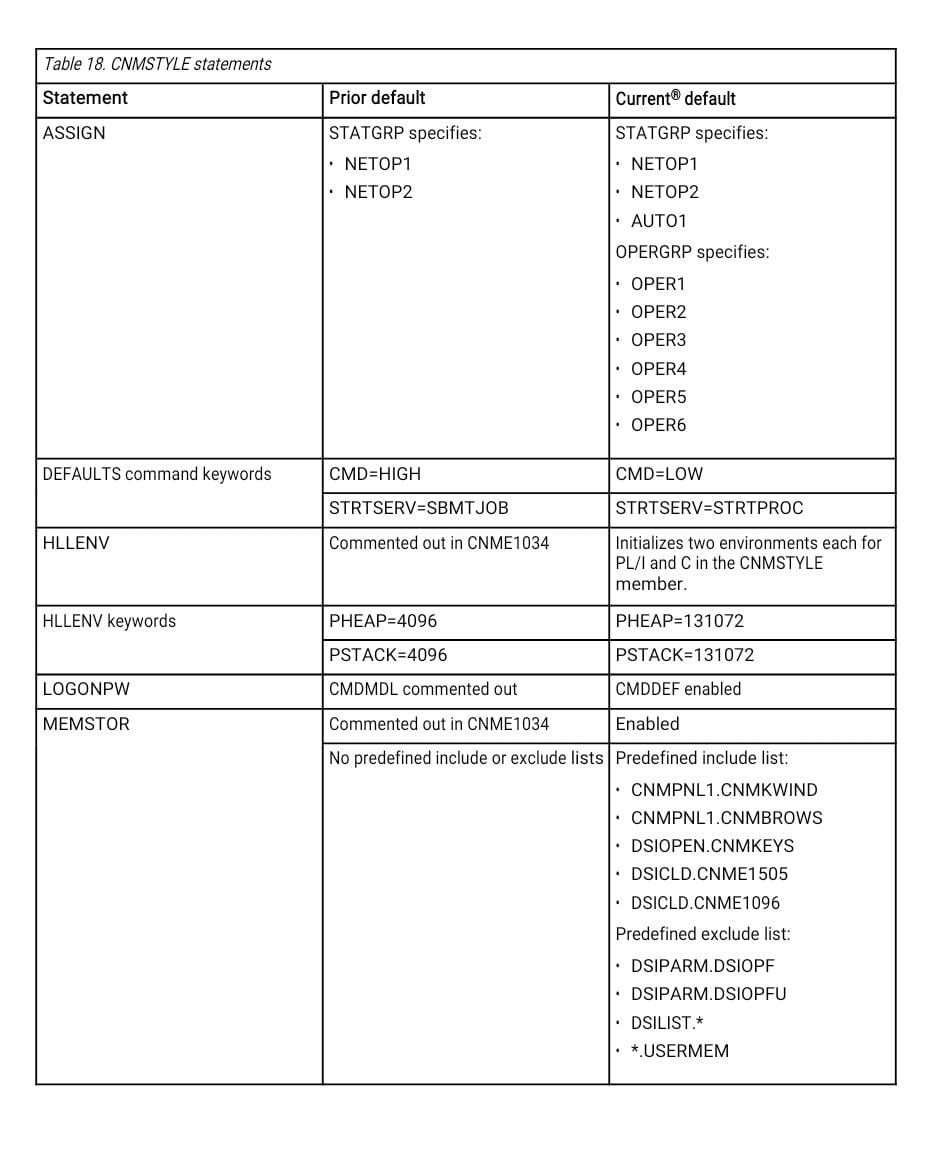 Table 18. CNMSTYLE statements
Statement Prior default Current® default
ASSIGN STATGRP specifies: STATGRP specifies:
· NETOP1 · NETOP1
· NETOP2 · NETOP2
· AUTO1
OPERGRP specifies:
· OPER1
· OPER2
· OPER3
· OPER4
· OPER5
· OPER6
DEFAULTS command keywords CMD=HIGH CMD=LOW
STRTSERV=SBMTJOB STRTSERV=STRTPROC
HLLENV Commented out in CNME1034 Initializes two environments each for
PL/I and C in the CNMSTYLE
member.
HLLENV keywords PHEAP=4096 PHEAP=131072
PSTACK=4096 PSTACK=131072
LOGONPW CMDMDL commented out CMDDEF enabled
MEMSTOR Commented out in CNME1034 Enabled
No predefined include or exclude lists Predefined include list:
· CNMPNL1.CNMKWIND
· CNMPNL1.CNMBROWS
· DSIOPEN.CNMKEYS
· DSICLD.CNME1505
· DSICLD.CNME1096
Predefined exclude list:
· DSIPARM.DSIOPF
· DSIPARM.DSIOPFU
· DSILIST.*
· *.USERMEM